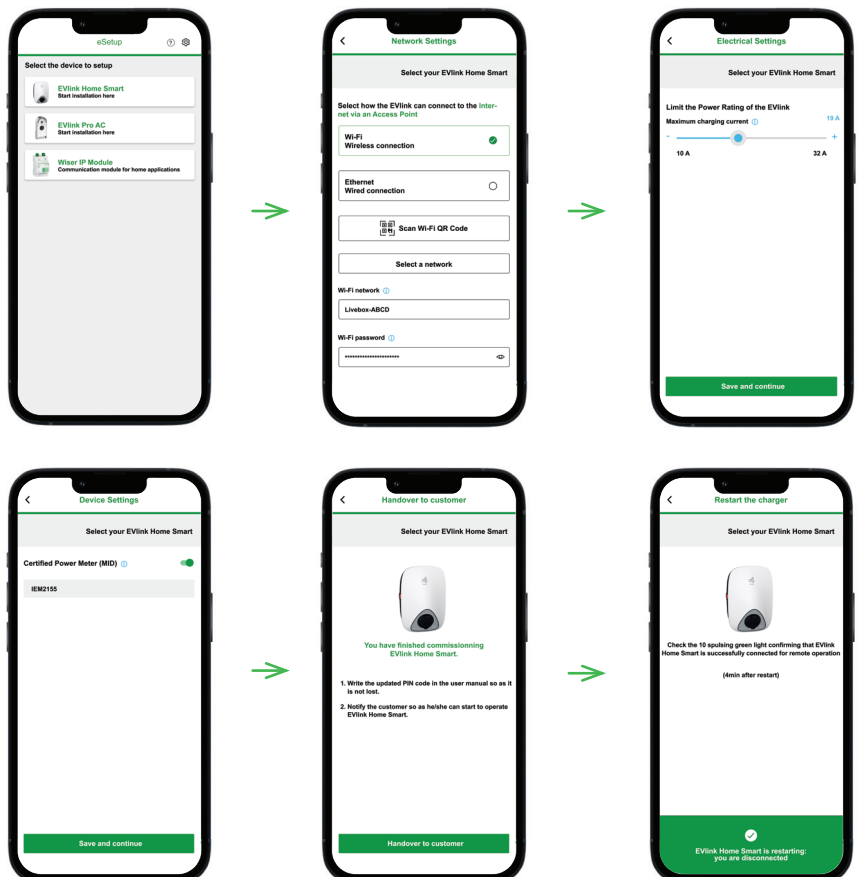 eSetup
Select the device to setup
EVlink Home Smart
Start installation here
EVlink Pro AC
Start installation here
Wiser IP Module
Communication module for home applications
Network Settings
Select your EVlink Home Smart
Select how the EVlink can connect to the Inter-
net via an Access Point
Wi-Fi
Wireless connection
Ethernet
Wired connection
Scan Wi-Fi QR Code
Select a network
Wi-Fi network
Livebox-ABCD
Wi-Fi password
**********************
Electrical Settings
Select your EVlink Home Smart
Limit the Power Rating of the EVlink
Maximum charging current
19 A
- +
10 A 32 A
Save and continue
Device Settings
Select your EVlink Home Smart
Certified Power Meter (MID)
IEM2155
Save and continue
Handover to customer
Select your EVlink Home Smart
You have finished commissionning
EVlink Home Smart.
1. Write the updated PIN code in the user manual so as it
is not lost.
2. Notify the customer so as he/she can start to operate
EVlink Home Smart.
Handover to customer
Restart the charger
Select your EVlink Home Smart
Check the 10 spulsing green light confirming that EVlink
Home Smart is successfully connected for remote operation
(4min after restart)
EVlink Home Smart is restarting:
you are disconnected